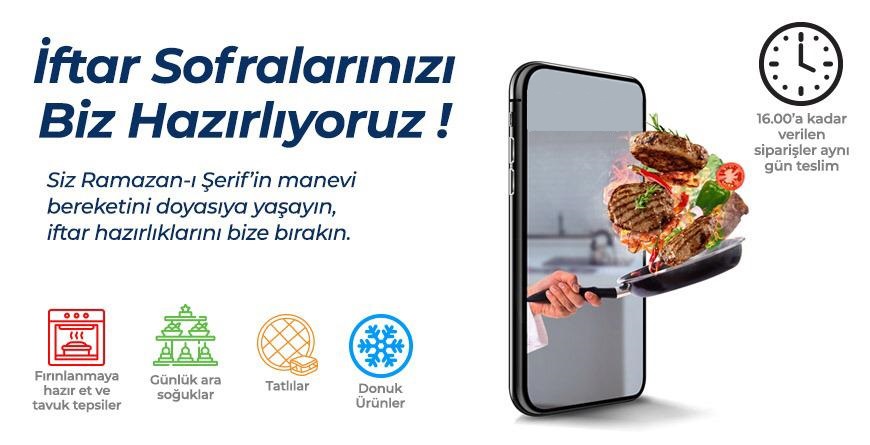 İftar Sofralarınızı
Biz Hazırlıyoruz !
Siz Ramazan-ı Şerif'in manevi
bereketini doyasıya yaşayın,
iftar hazırlıklarını bize bırakın.
16.00'a kadar
verilen
siparişler aynı
gün teslim
Fırınlanmaya
hazır et ve
tavuk tepsiler
Günlük ara
soğuklar
Tatlılar
Donuk
Ürünler